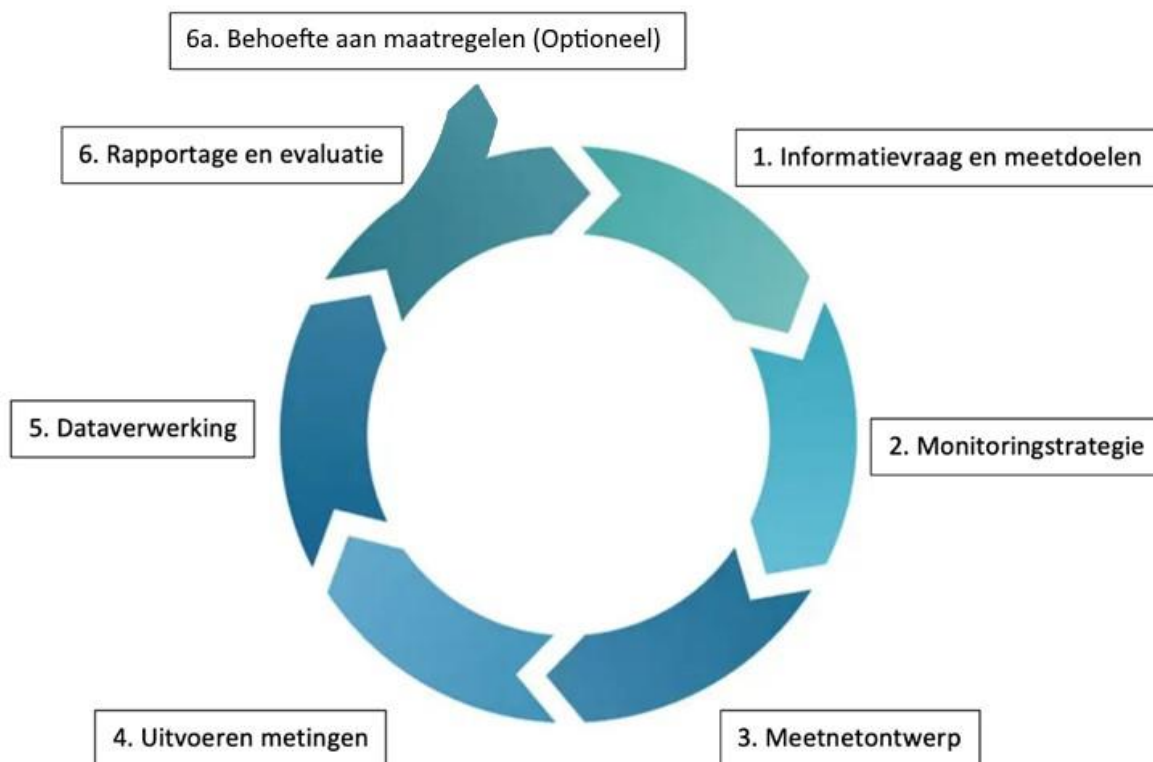 6a. Behoefte aan maatregelen (Optioneel)
6. Rapportage en evaluatie
1. Informatievraag en meetdoelen
5. Dataverwerking
2. Monitoringstrategie
4. Uitvoeren metingen
3. Meetnetontwerp